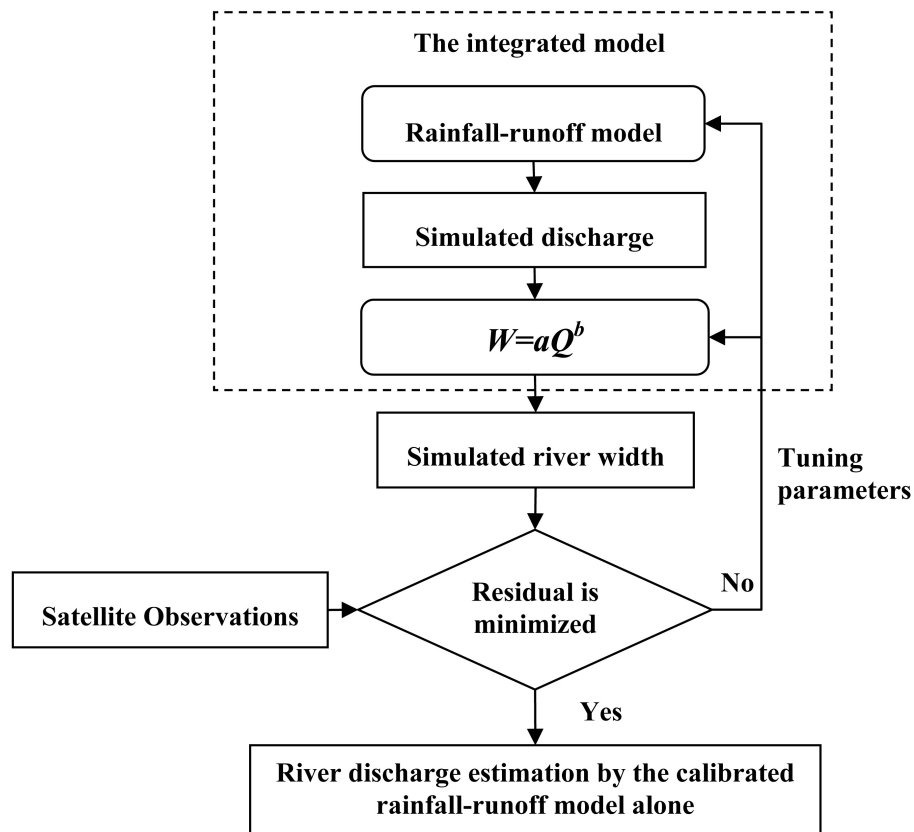 The integrated model
Rainfall-runoff model
Simulated discharge
W=aQᵇ
Simulated river width
Tuning
parameters
Residual is
minimized
No
Satellite Observations
Yes
River discharge estimation by the calibrated
rainfall-runoff model alone